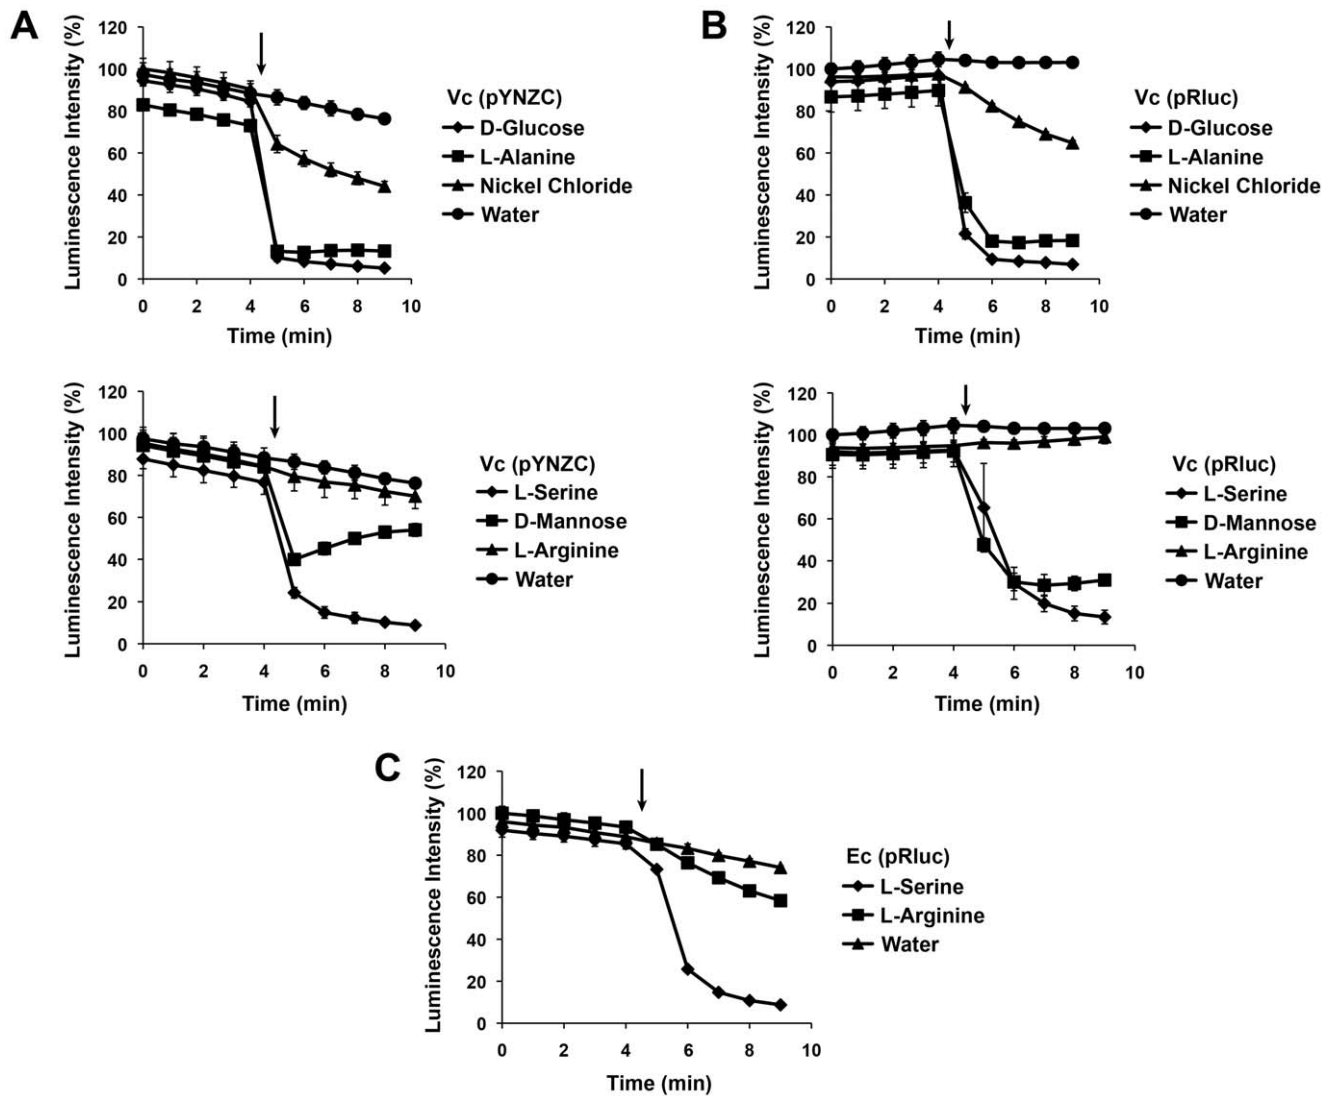 A
Luminescence Intensity (%)
120
100
80
60
40
20
0
0 2 4 6 8 10
Time (min)
Vc (pYNZC)
D-Glucose
L-Alanine
Nickel Chloride
Water
B
Luminescence Intensity (%)
120
100
80
60
40
20
0
0 2 4 6 8 10
Time (min)
Vc (pRluc)
D-Glucose
L-Alanine
Nickel Chloride
Water
Luminescence Intensity (%)
120
100
80
60
40
20
0
0 2 4 6 8 10
Time (min)
Vc (pYNZC)
L-Serine
D-Mannose
L-Arginine
Water
Luminescence Intensity (%)
120
100
80
60
40
20
0
0 2 4 6 8 10
Time (min)
Vc (pRluc)
L-Serine
D-Mannose
L-Arginine
Water
C
Luminescence Intensity (%)
120
100
80
60
40
20
0
0 2 4 6 8 10
Time (min)
Ec (pRluc)
L-Serine
L-Arginine
Water